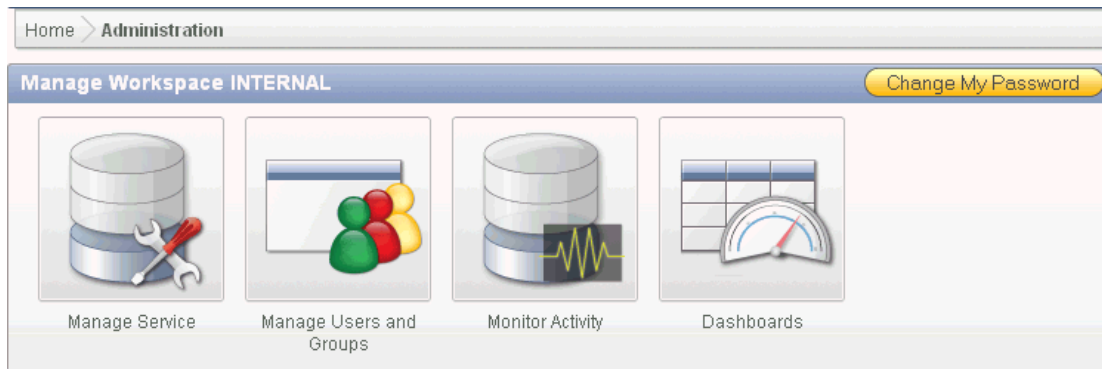 Home Administration
Manage Workspace INTERNAL Change My Password
Manage Service Manage Users and Groups Monitor Activity Dashboards